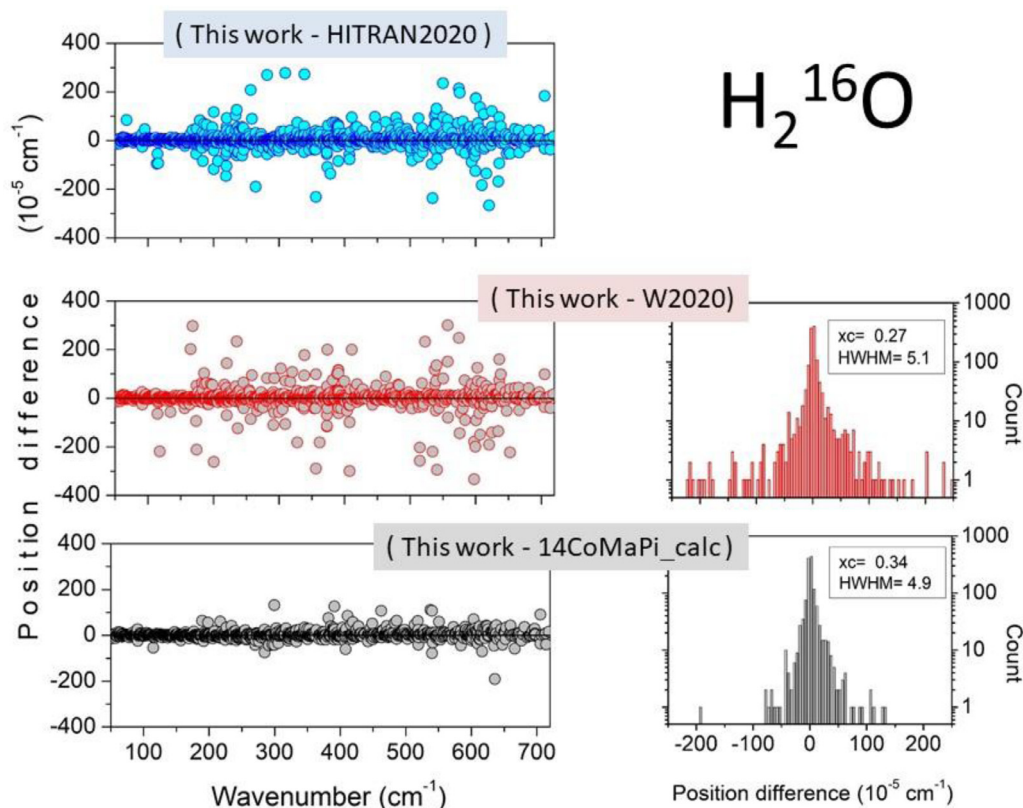 ( This work - HITRAN2020 )
H₂¹⁶O
400
200
0
-200
-400
(10⁻⁵ cm⁻¹)
Position difference
( This work - W2020)
400
200
0
-200
-400
xc= 0.27
HWHM= 5.1
1000
100
10
1
Count
( This work - 14CoMaPi_calc)
400
200
0
-200
-400
100 200 300 400 500 600 700
Wavenumber (cm⁻¹)
xc= 0.34
HWHM= 4.9
1000
100
10
1
Count
-200 -100 0 100 200
Position difference (10⁻⁵ cm⁻¹)